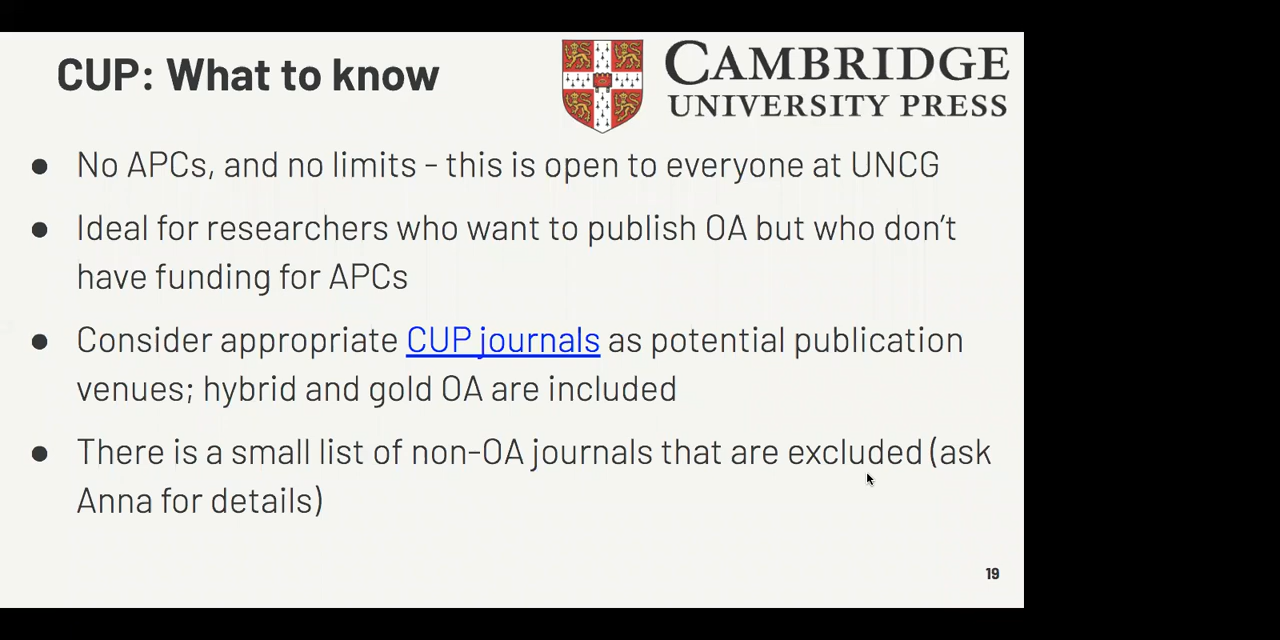 CUP: What to know
CAMBRIDGE
UNIVERSITY PRESS
● No APCs, and no limits – this is open to everyone at UNCG
● Ideal for researchers who want to publish OA but who don’t
have funding for APCs
● Consider appropriate CUP journals as potential publication
venues; hybrid and gold OA are included
● There is a small list of non-OA journals that are excluded (ask
Anna for details)
19